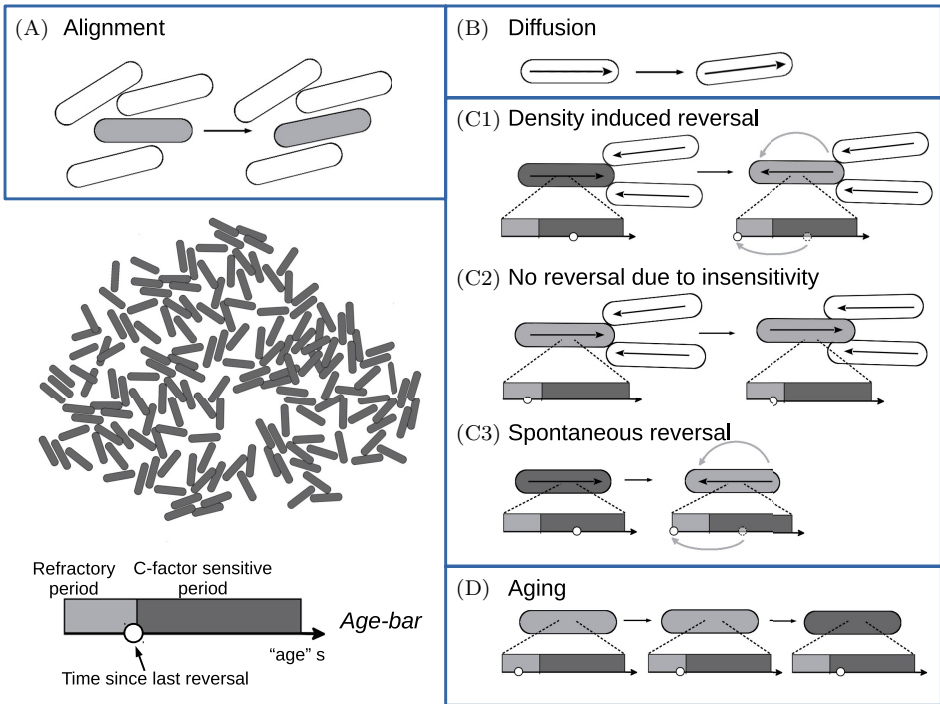 (A) Alignment
Refractory
period
C-factor sensitive
period
Age-bar
"age" s
Time since last reversal
(B) Diffusion
(C1) Density induced reversal
(C2) No reversal due to insensitivity
(C3) Spontaneous reversal
(D) Aging